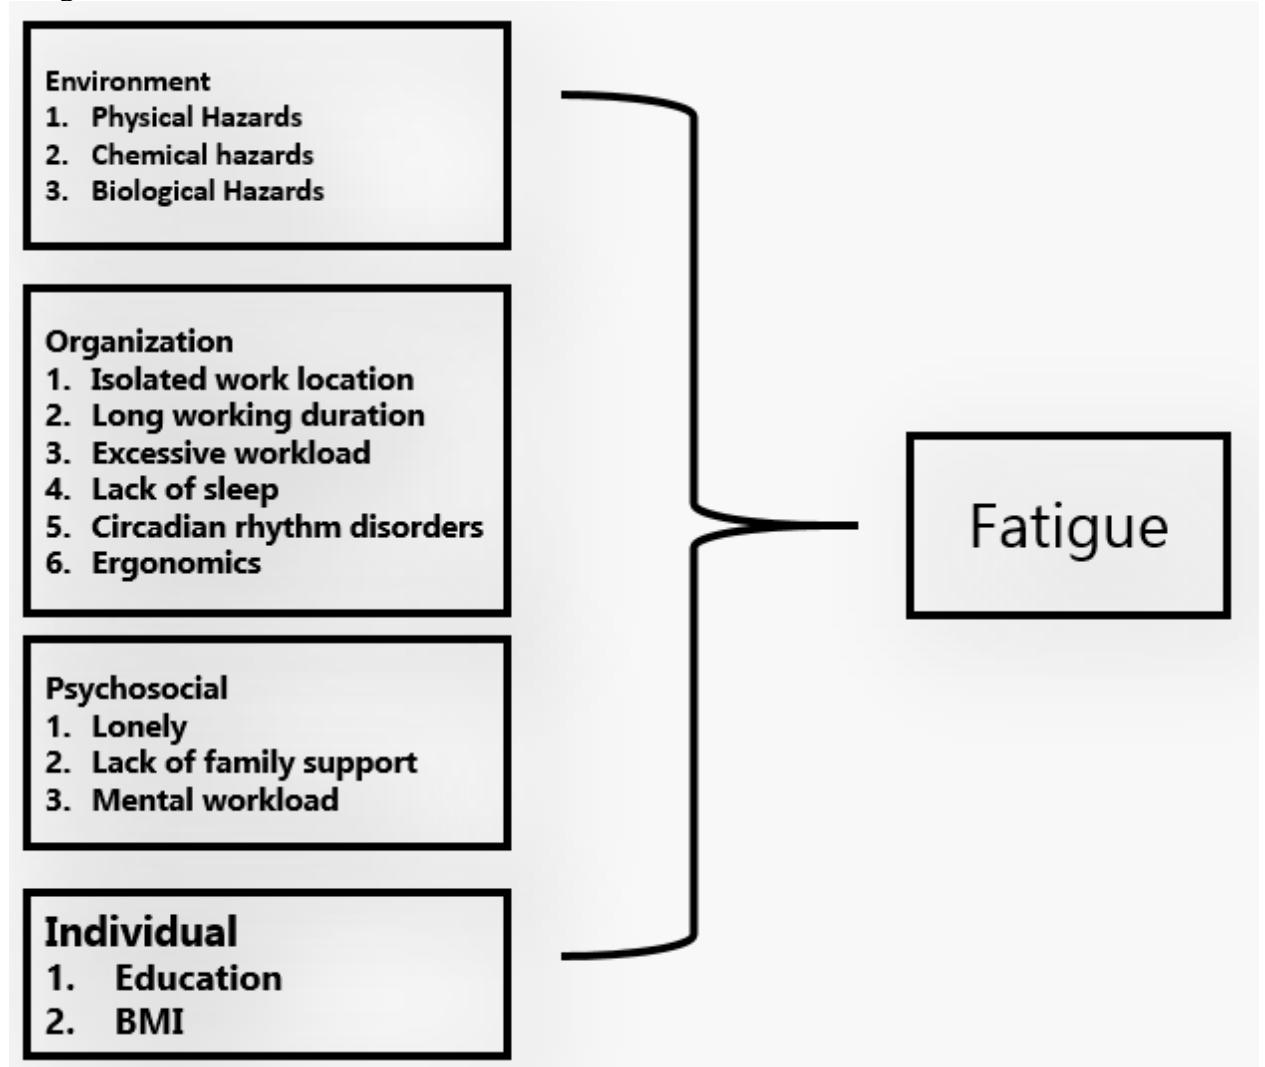 Environment
1. Physical Hazards
2. Chemical hazards
3. Biological Hazards
Organization
1. Isolated work location
2. Long working duration
3. Excessive workload
4. Lack of sleep
5. Circadian rhythm disorders
6. Ergonomics
Psychosocial
1. Lonely
2. Lack of family support
3. Mental workload
Individual
1. Education
2. BMI
Fatigue